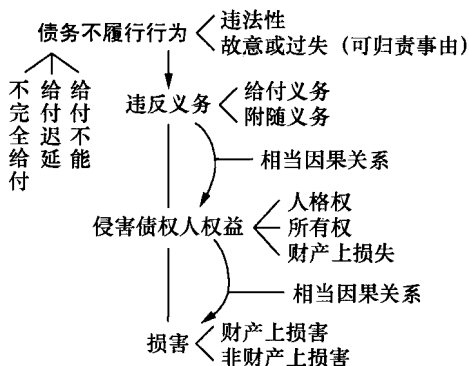 债务不履行行为
违法性
故意或过失（可归责事由）
不完全给付
给付迟延
给付不能
违反义务
给付义务
附随义务
相当因果关系
侵害债权人权益
人格权
所有权
财产上损失
相当因果关系
损害
财产上损害
非财产上损害